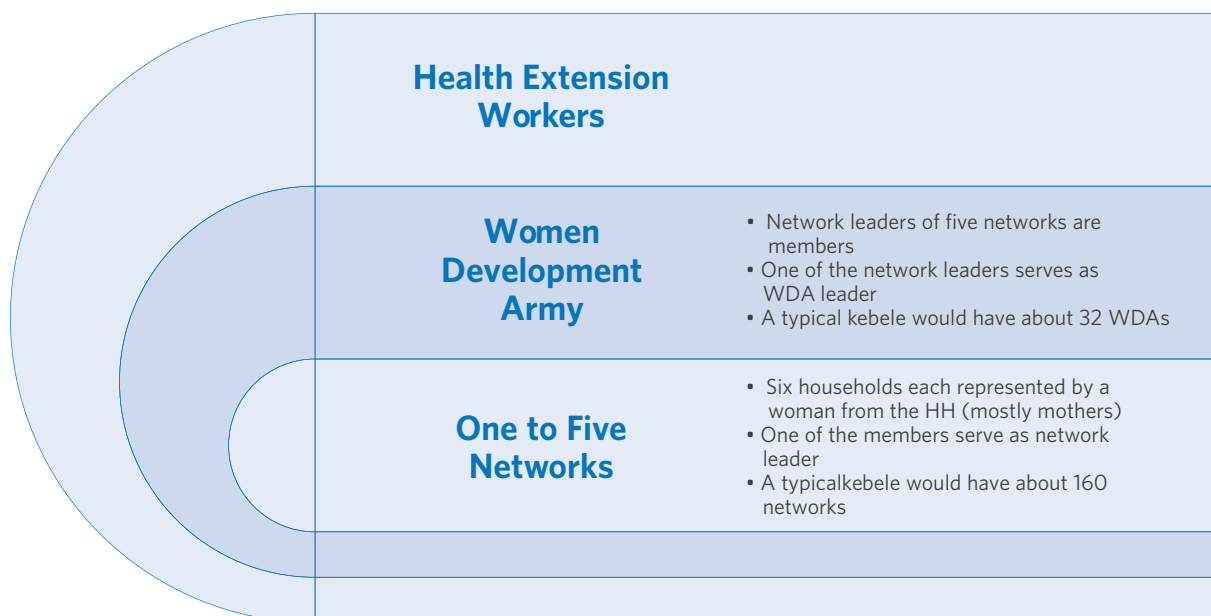 Health Extension
Workers
Women
Development
Army
• Network leaders of five networks are
members
• One of the network leaders serves as
WDA leader
• A typical kebele would have about 32 WDAs
One to Five
Networks
• Six households each represented by a
woman from the HH (mostly mothers)
• One of the members serve as network
leader
• A typicalkebele would have about 160
networks